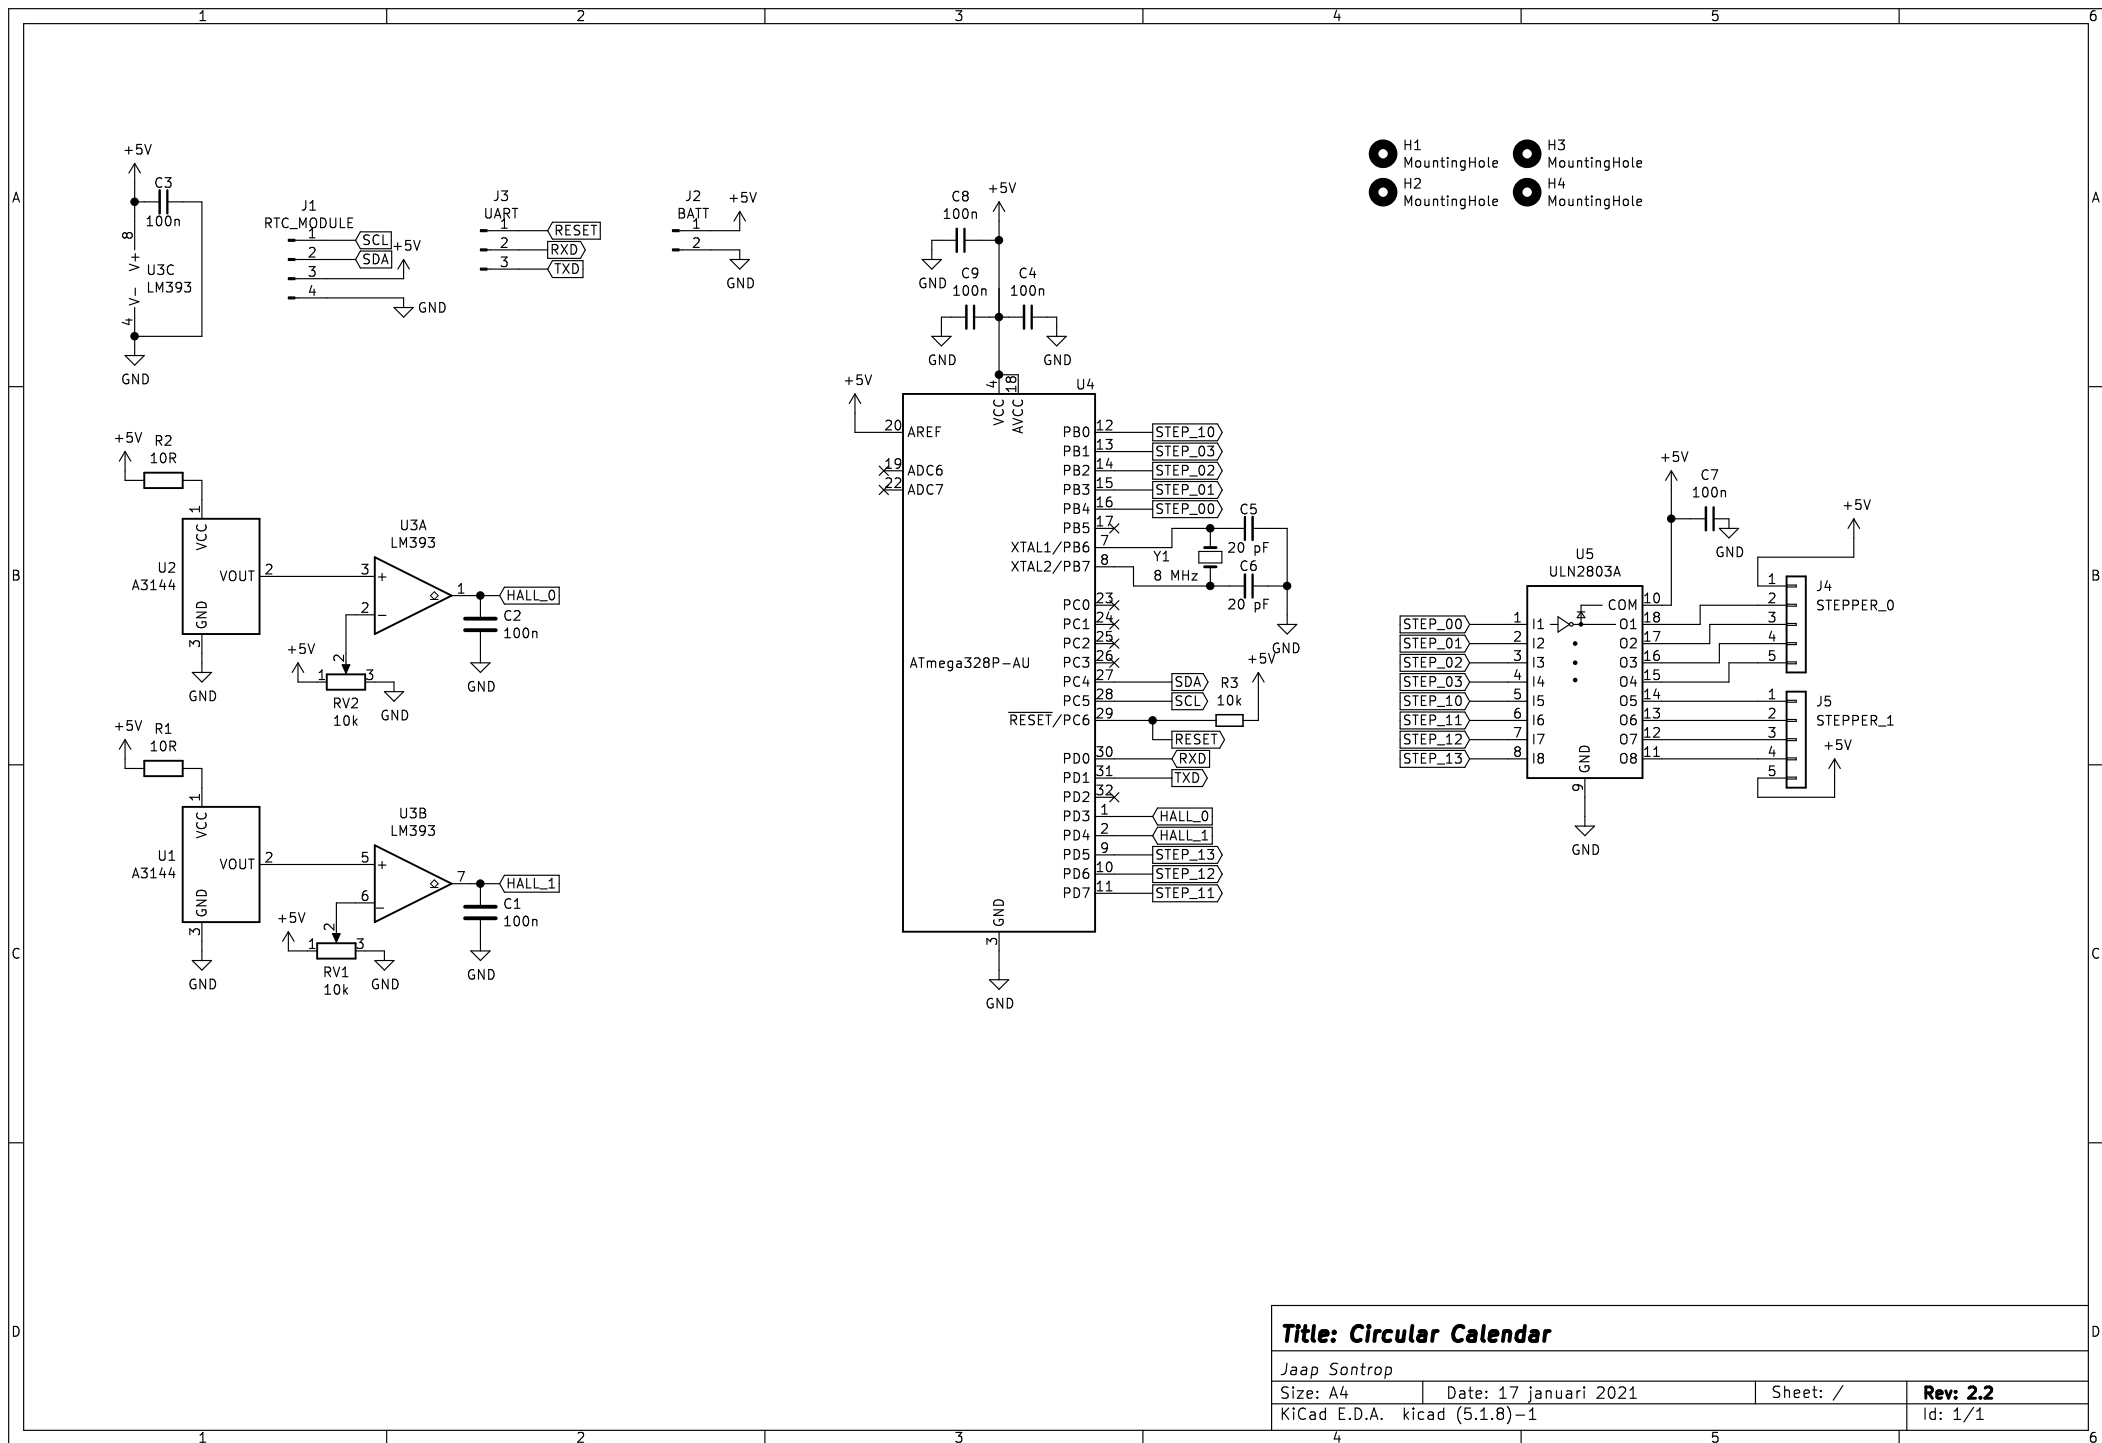 1 2 3 4 5 6
A
A
B
B
C
C
D
D
+5V
C3
100n
8
V+
U3C
LM393
V-
4
GND
J1
RTC_MODULE
1 SCL
2 SDA
+5V
3
4
GND
J3
UART
1 RESET
2 RXD
3 TXD
J2
BATT
+5V
1
2
GND
C8
100n
+5V
GND
C9
100n
C4
100n
GND
GND
H1
MountingHole
H3
MountingHole
H2
MountingHole
H4
MountingHole
+5V
R2
10R
1
VCC
U2
A3144
VOUT 2
GND
3
GND
U3A
LM393
3 +
2 -
1
HALL_0
C2
100n
GND
+5V
2
1 3
RV2
10k
GND
+5V
R1
10R
1
VCC
U1
A3144
VOUT 2
GND
3
GND
U3B
LM393
5 +
6 -
7
HALL_1
C1
100n
GND
+5V
2
1 3
RV1
10k
GND
+5V
4 18
U4
VCC
AVCC
20 AREF
19 ADC6
22 ADC7
ATmega328P-AU
PB0 12 STEP_10
PB1 13 STEP_03
PB2 14 STEP_02
PB3 15 STEP_01
PB4 16 STEP_00
PB5 17
XTAL1/PB6 7
XTAL2/PB7 8
C5
20 pF
Y1
8 MHz
C6
20 pF
GND
PC0 23
PC1 24
PC2 25
PC3 26
PC4 27 SDA
PC5 28 SCL
RESET/PC6 29
R3
10k
+5V
RESET
PD0 30 RXD
PD1 31 TXD
PD2 32
PD3 1 HALL_0
PD4 2 HALL_1
PD5 9 STEP_13
PD6 10 STEP_12
PD7 11 STEP_11
GND
3
GND
+5V
C7
100n
GND
U5
ULN2803A
COM 10
STEP_00 1 I1 O1 18
STEP_01 2 I2 O2 17
STEP_02 3 I3 O3 16
STEP_03 4 I4 O4 15
STEP_10 5 I5 O5 14
STEP_11 6 I6 O6 13
STEP_12 7 I7 O7 12
STEP_13 8 I8 O8 11
GND
9
GND
+5V
J4
STEPPER_0
1
2
3
4
5
J5
STEPPER_1
1
2
3
4
5
+5V
Title: Circular Calendar
Jaap Sontrop
Size: A4 Date: 17 januari 2021 Sheet: / Rev: 2.2
KiCad E.D.A. kicad (5.1.8)-1 Id: 1/1
1 2 3 4 5 6